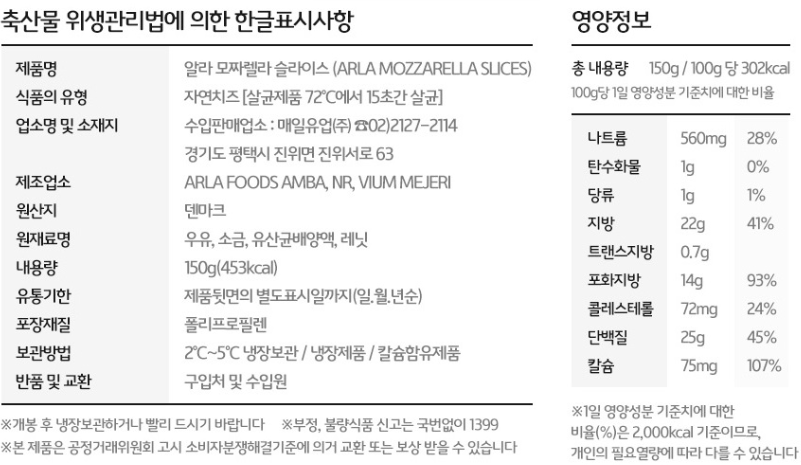 축산물 위생관리법에 의한 한글표시사항
제품명 알라 모짜렐라 슬라이스 (ARLA MOZZARELLA SLICES)
식품의 유형 자연치즈 [살균제품 72℃에서 15초간 살균]
업소명 및 소재지 수입판매업소 : 매일유업(주) ☎02)2127-2114
경기도 평택시 진위면 진위서로 63
제조업소 ARLA FOODS AMBA, NR, VIUM MEJERI
원산지 덴마크
원재료명 우유, 소금, 유산균배양액, 레닛
내용량 150g(453kcal)
유통기한 제품뒷면의 별도표시일까지(일.월.년순)
포장재질 폴리프로필렌
보관방법 2℃~5℃ 냉장보관 / 냉장제품 / 칼슘함유제품
반품 및 교환 구입처 및 수입원
※개봉 후 냉장보관하거나 빨리 드시기 바랍니다 ※부정, 불량식품 신고는 국번없이 1399
※본 제품은 공정거래위원회 고시 소비자분쟁해결기준에 의거 교환 또는 보상 받을 수 있습니다
영양정보
총 내용량 150g / 100g 당 302kcal
100g당 1일 영양성분 기준치에 대한 비율
나트륨 560mg 28%
탄수화물 1g 0%
당류 1g 1%
지방 22g 41%
트랜스지방 0.7g
포화지방 14g 93%
콜레스테롤 72mg 24%
단백질 25g 45%
칼슘 75mg 107%
※1일 영양성분 기준치에 대한
비율(%)은 2,000kcal 기준이므로,
개인의 필요열량에 따라 다를 수 있습니다